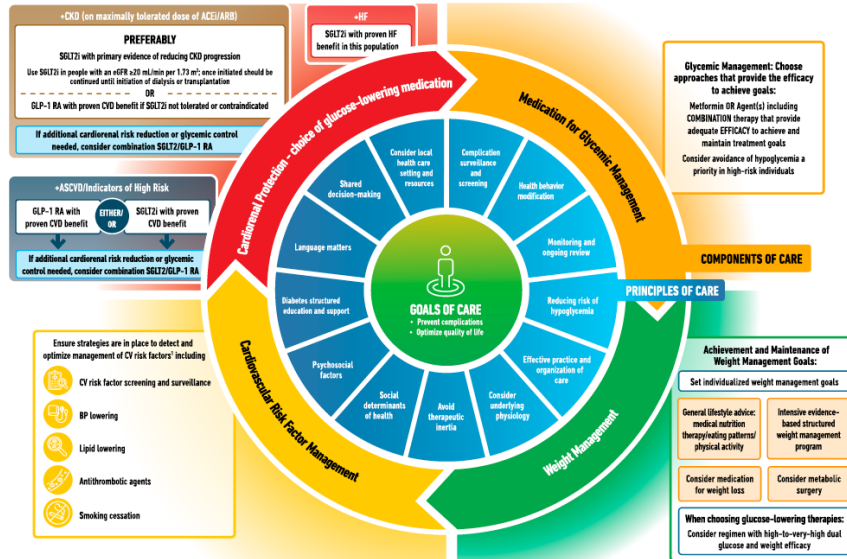 +CKD (on maximally tolerated dose of ACEi/ARB)
PREFERABLY
SGLT2i with primary evidence of reducing CKD progression
Use SGLT2i in people with an eGFR ≥20 mL/min per 1.73 m²; once initiated should be
continued until initiation of dialysis or transplantation
OR
GLP-1 RA with proven CVD benefit if SGLT2i not tolerated or contraindicated
If additional cardiorenal risk reduction or glycemic control
needed, consider combination SGLT2/GLP-1 RA
+HF
SGLT2i with proven HF
benefit in this population
+ASCVD/Indicators of High Risk
GLP-1 RA with
proven CVD benefit
EITHER/
OR
SGLT2i with proven
CVD benefit
If additional cardiorenal risk reduction or glycemic
control needed, consider combination SGLT2/GLP-1 RA
Ensure strategies are in place to detect and
optimize management of CV risk factors¹ including
CV risk factor screening and surveillance
BP lowering
Lipid lowering
Antithrombotic agents
Smoking cessation
Cardiorenal Protection – choice of glucose-lowering medication
Medication for Glycemic Management
Weight Management
Cardiovascular Risk Factor Management
Consider local
health care
setting and
resources
Complication
surveillance
and
screening
Health behavior
modification
Monitoring and
ongoing review
Reducing risk of
hypoglycemia
Effective practice and
organization of
care
Consider
underlying
physiology
Avoid
therapeutic
inertia
Social
determinants
of health
Psychosocial
factors
Diabetes structured
education and support
Language matters
Shared
decision-making
GOALS OF CARE
• Prevent complications
• Optimize quality of life
COMPONENTS OF CARE
PRINCIPLES OF CARE
Glycemic Management: Choose
approaches that provide the efficacy
to achieve goals:
Metformin OR Agent(s) including
COMBINATION therapy that provide
adequate EFFICACY to achieve and
maintain treatment goals
Consider avoidance of hypoglycemia a
priority in high-risk individuals
Achievement and Maintenance of
Weight Management Goals:
Set individualized weight management goals
General lifestyle advice:
medical nutrition
therapy/eating patterns/
physical activity
Intensive evidence-
based structured
weight management
program
Consider medication
for weight loss
Consider metabolic
surgery
When choosing glucose-lowering therapies:
Consider regimen with high-to-very-high dual
glucose and weight efficacy